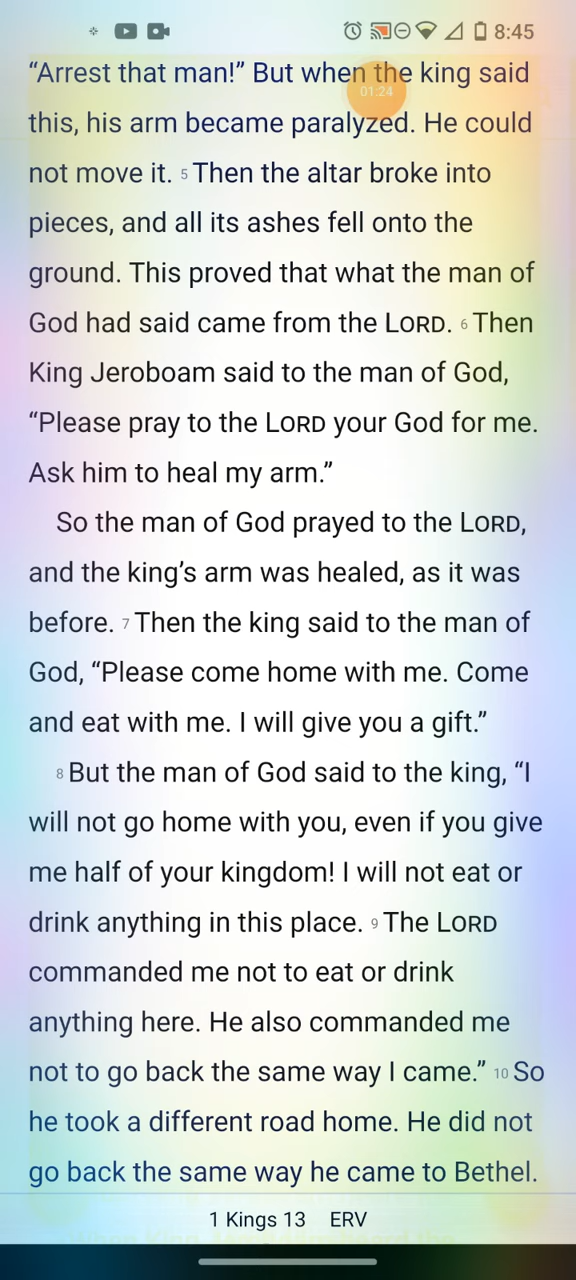 8:45
“Arrest that man!” But when the king said
01:24
this, his arm became paralyzed. He could
not move it. 5 Then the altar broke into
pieces, and all its ashes fell onto the
ground. This proved that what the man of
God had said came from the LORD. 6 Then
King Jeroboam said to the man of God,
“Please pray to the LORD your God for me.
Ask him to heal my arm.”
So the man of God prayed to the LORD,
and the king’s arm was healed, as it was
before. 7 Then the king said to the man of
God, “Please come home with me. Come
and eat with me. I will give you a gift.”
8 But the man of God said to the king, “I
will not go home with you, even if you give
me half of your kingdom! I will not eat or
drink anything in this place. 9 The LORD
commanded me not to eat or drink
anything here. He also commanded me
not to go back the same way I came.” 10 So
he took a different road home. He did not
go back the same way he came to Bethel.
1 Kings 13 ERV